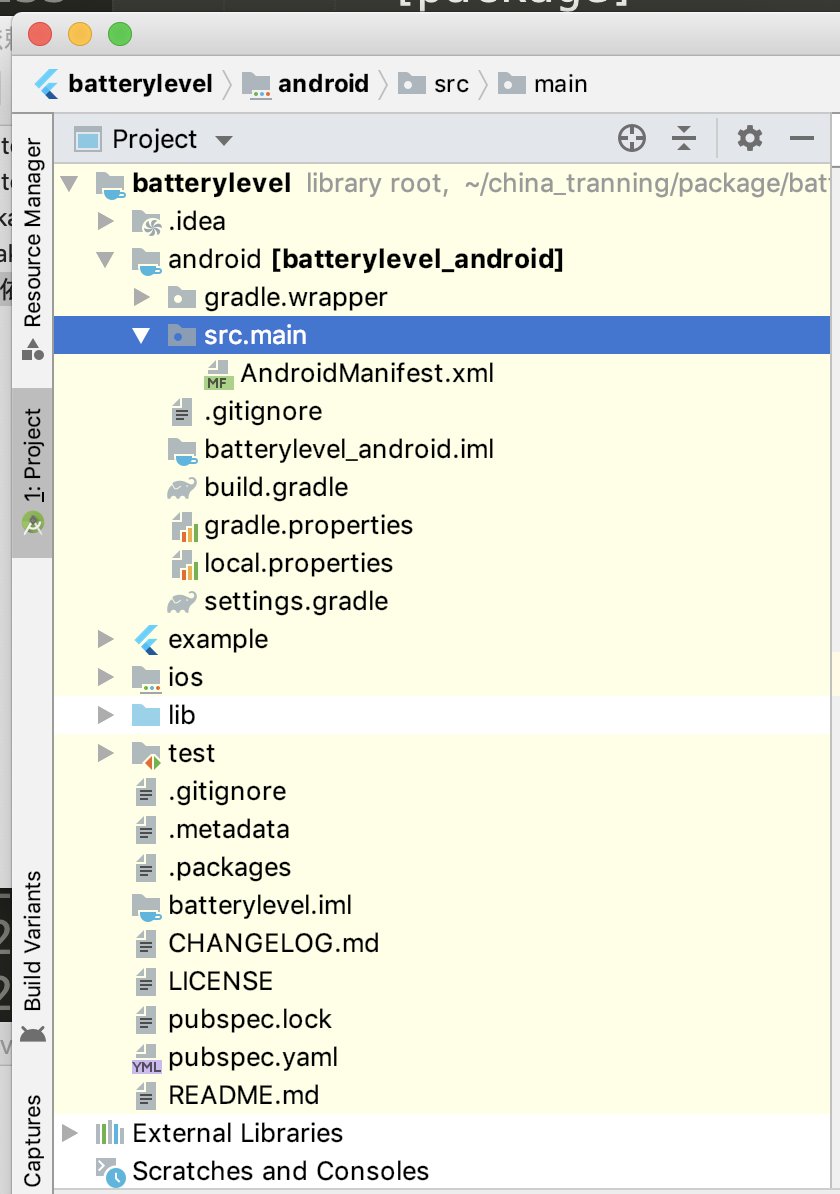 [package]
batterylevel android src main
Project
batterylevel library root, ~/china_tranning/package/bat
.idea
android [batterylevel_android]
gradle.wrapper
src.main
MF AndroidManifest.xml
.gitignore
batterylevel_android.iml
build.gradle
gradle.properties
local.properties
settings.gradle
example
ios
lib
test
.gitignore
.metadata
.packages
batterylevel.iml
CHANGELOG.md
LICENSE
pubspec.lock
YML pubspec.yaml
README.md
External Libraries
Scratches and Consoles
Resource Manager
1: Project
Build Variants
Captures